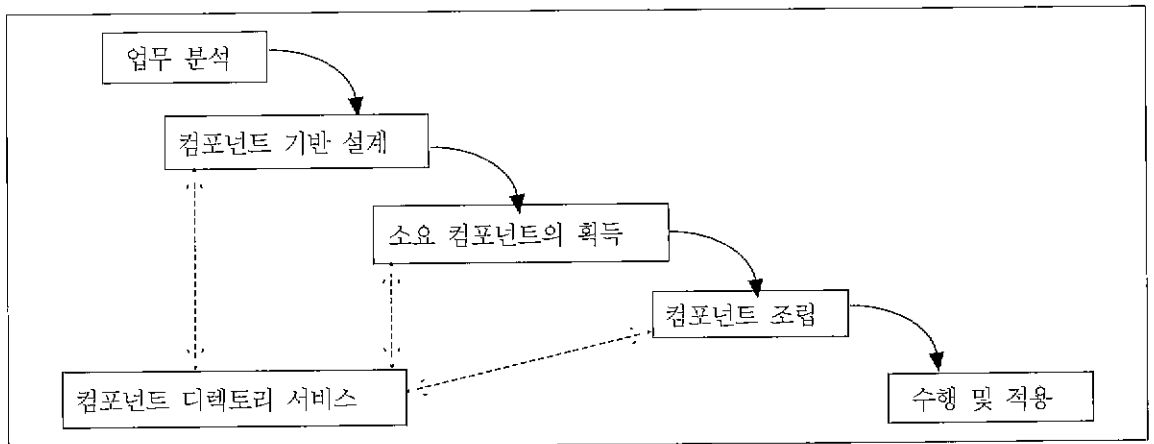 업무 분석
컴포넌트 기반 설계
소요 컴포넌트의 획득
컴포넌트 조립
컴포넌트 디렉토리 서비스
수행 및 적용